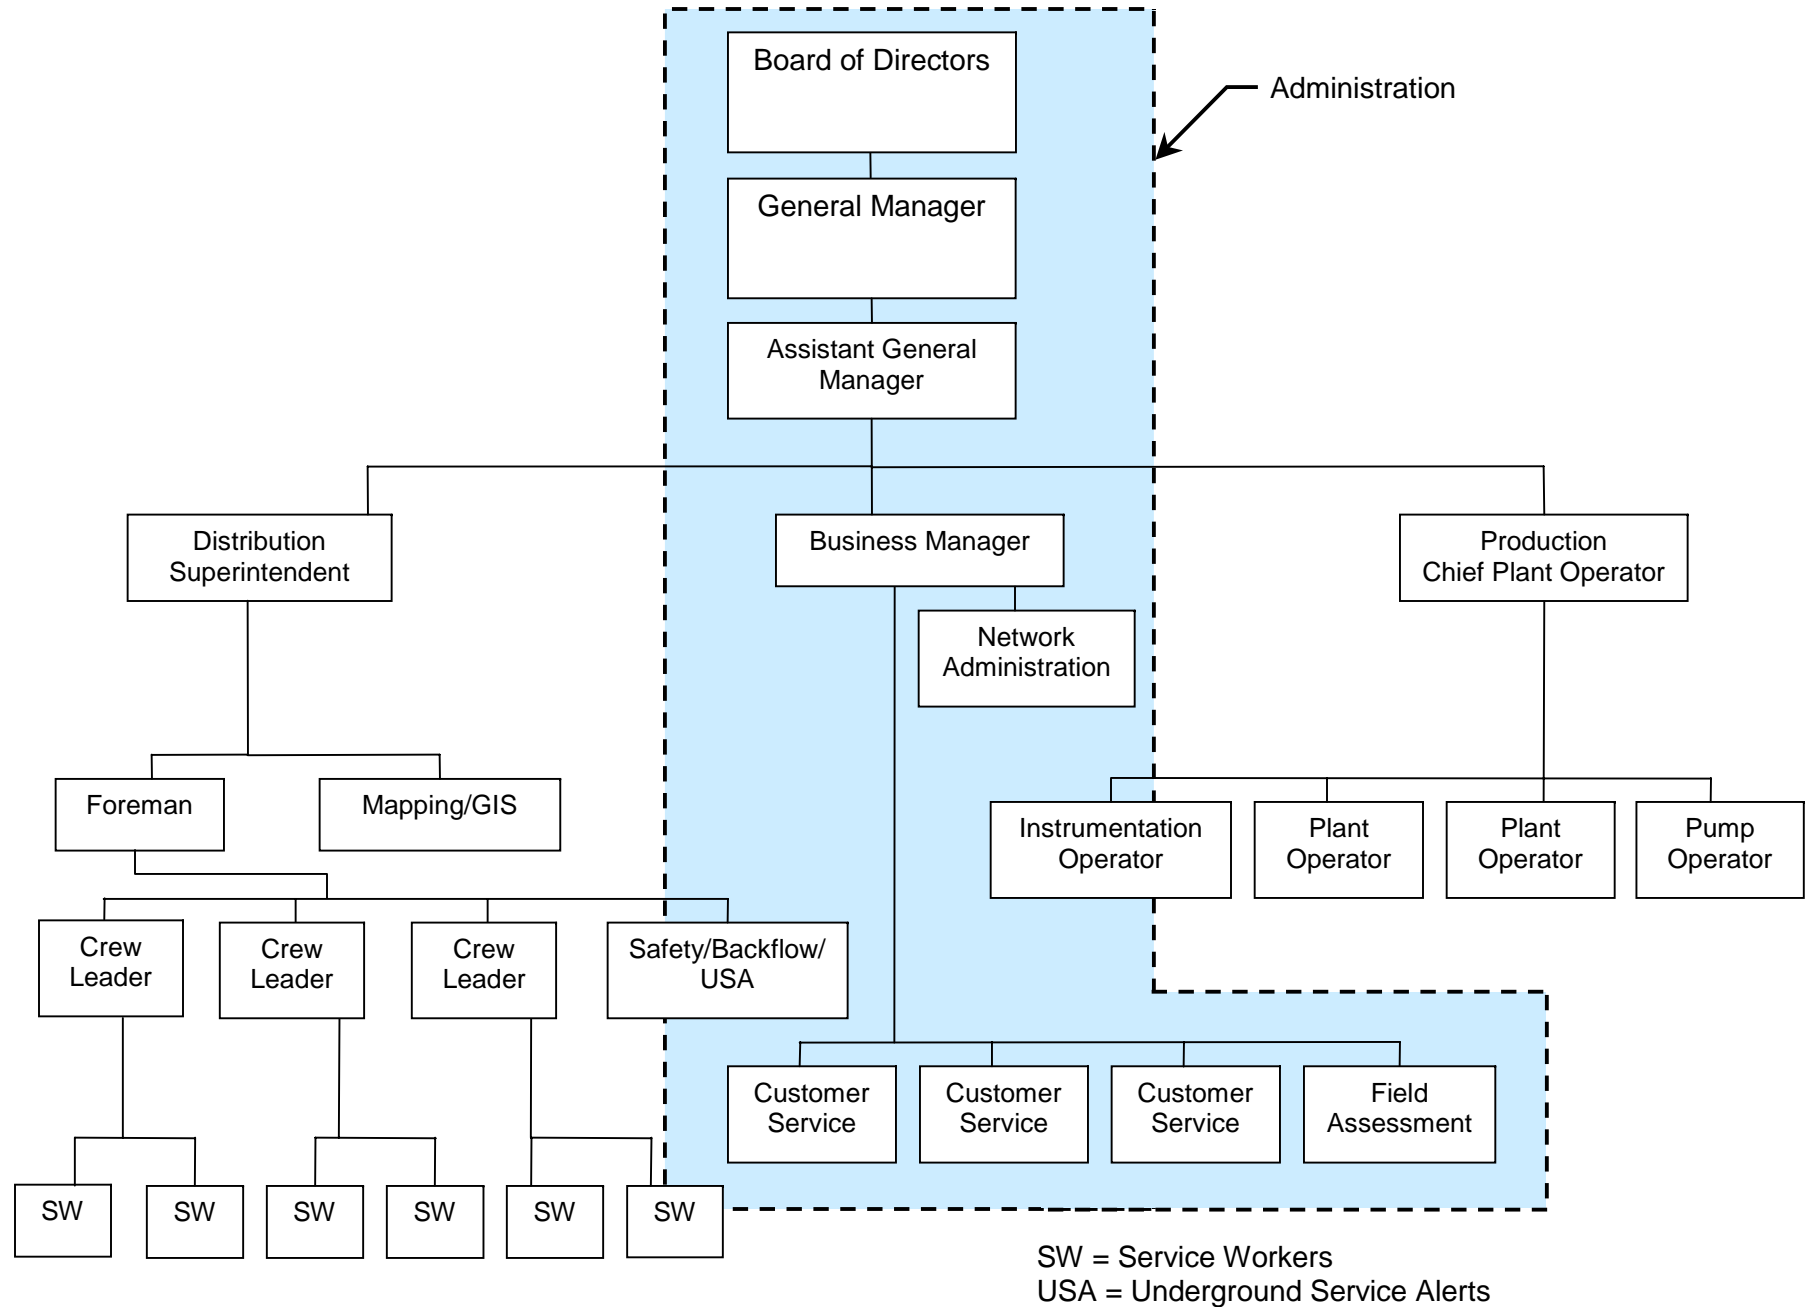 Board of Directors
Administration
General Manager
Assistant General
Manager
Distribution
Superintendent
Business Manager
Production
Chief Plant Operator
Network
Administration
Foreman
Mapping/GIS
Instrumentation
Operator
Plant
Operator
Plant
Operator
Pump
Operator
Crew
Leader
Crew
Leader
Crew
Leader
Safety/Backflow/
USA
Customer
Service
Customer
Service
Customer
Service
Field
Assessment
SW
SW
SW
SW
SW
SW
SW = Service Workers
USA = Underground Service Alerts